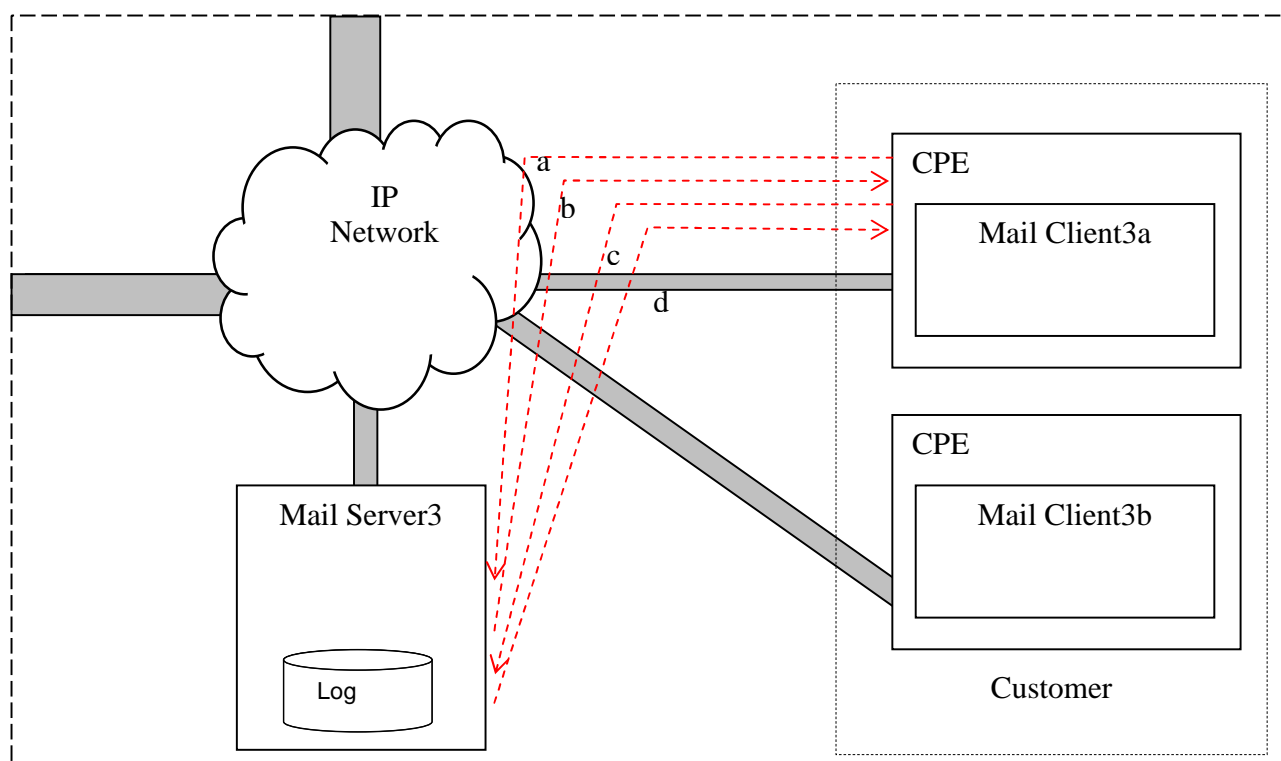 a
CPE
IP
Network
b
Mail Client3a
c
d
CPE
Mail Server3
Mail Client3b
Log
Customer